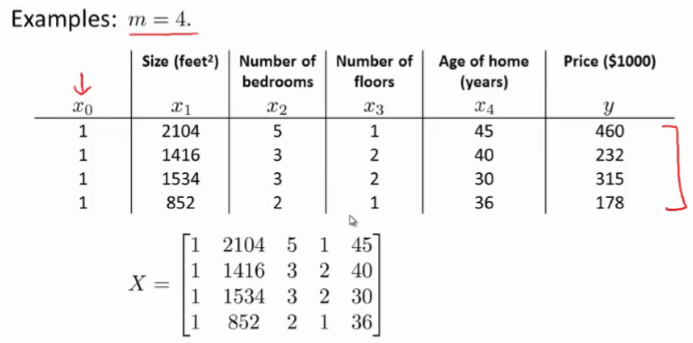 Examples: m = 4.
Size (feet²) Number of bedrooms Number of floors Age of home (years) Price ($1000)
x₀ x₁ x₂ x₃ x₄ y
1 2104 5 1 45 460
1 1416 3 2 40 232
1 1534 3 2 30 315
1 852 2 1 36 178
X =
1 2104 5 1 45
1 1416 3 2 40
1 1534 3 2 30
1 852 2 1 36